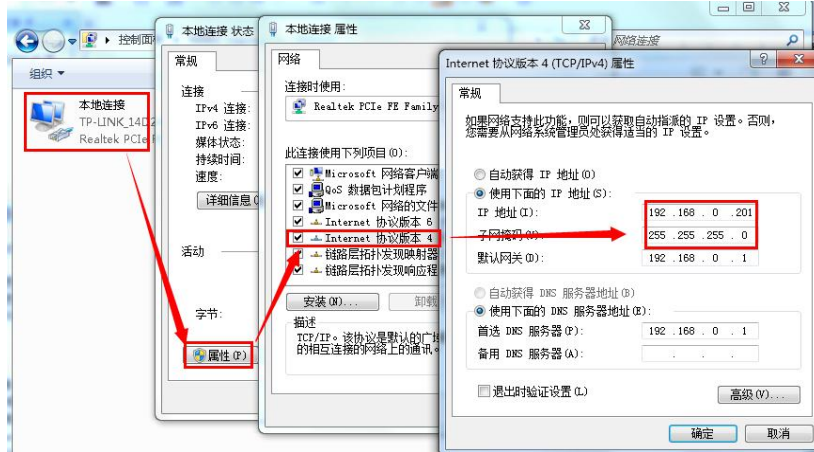 控制面
网络连接
组织
本地连接
TP-LINK_14D2
Realtek PCIe F
本地连接 状态
常规
连接
IPv4 连接:
IPv6 连接:
媒体状态:
持续时间:
速度:
详细信息(
活动
字节:
属性(P)
本地连接 属性
网络
连接时使用:
Realtek PCIe FE Family
此连接使用下列项目(O):
Microsoft 网络客户端
QoS 数据包计划程序
Microsoft 网络的文件
Internet 协议版本 6
Internet 协议版本 4
链路层拓扑发现映射器
链路层拓扑发现响应程
安装(N)...
卸载
描述
TCP/IP。该协议是默认的广域
的相互连接的网络上的通讯。
Internet 协议版本 4 (TCP/IPv4) 属性
常规
如果网络支持此功能，则可以获取自动指派的 IP 设置。否则，
您需要从网络系统管理员处获得适当的 IP 设置。
自动获得 IP 地址(O)
使用下面的 IP 地址(S):
IP 地址(I): 192 .168 . 0 .201
子网掩码(U): 255 .255 .255 . 0
默认网关(D): 192 .168 . 0 . 1
自动获得 DNS 服务器地址(B)
使用下面的 DNS 服务器地址(E):
首选 DNS 服务器(P): 192 .168 . 0 . 1
备用 DNS 服务器(A): . . .
退出时验证设置(L)
高级(V)...
确定
取消